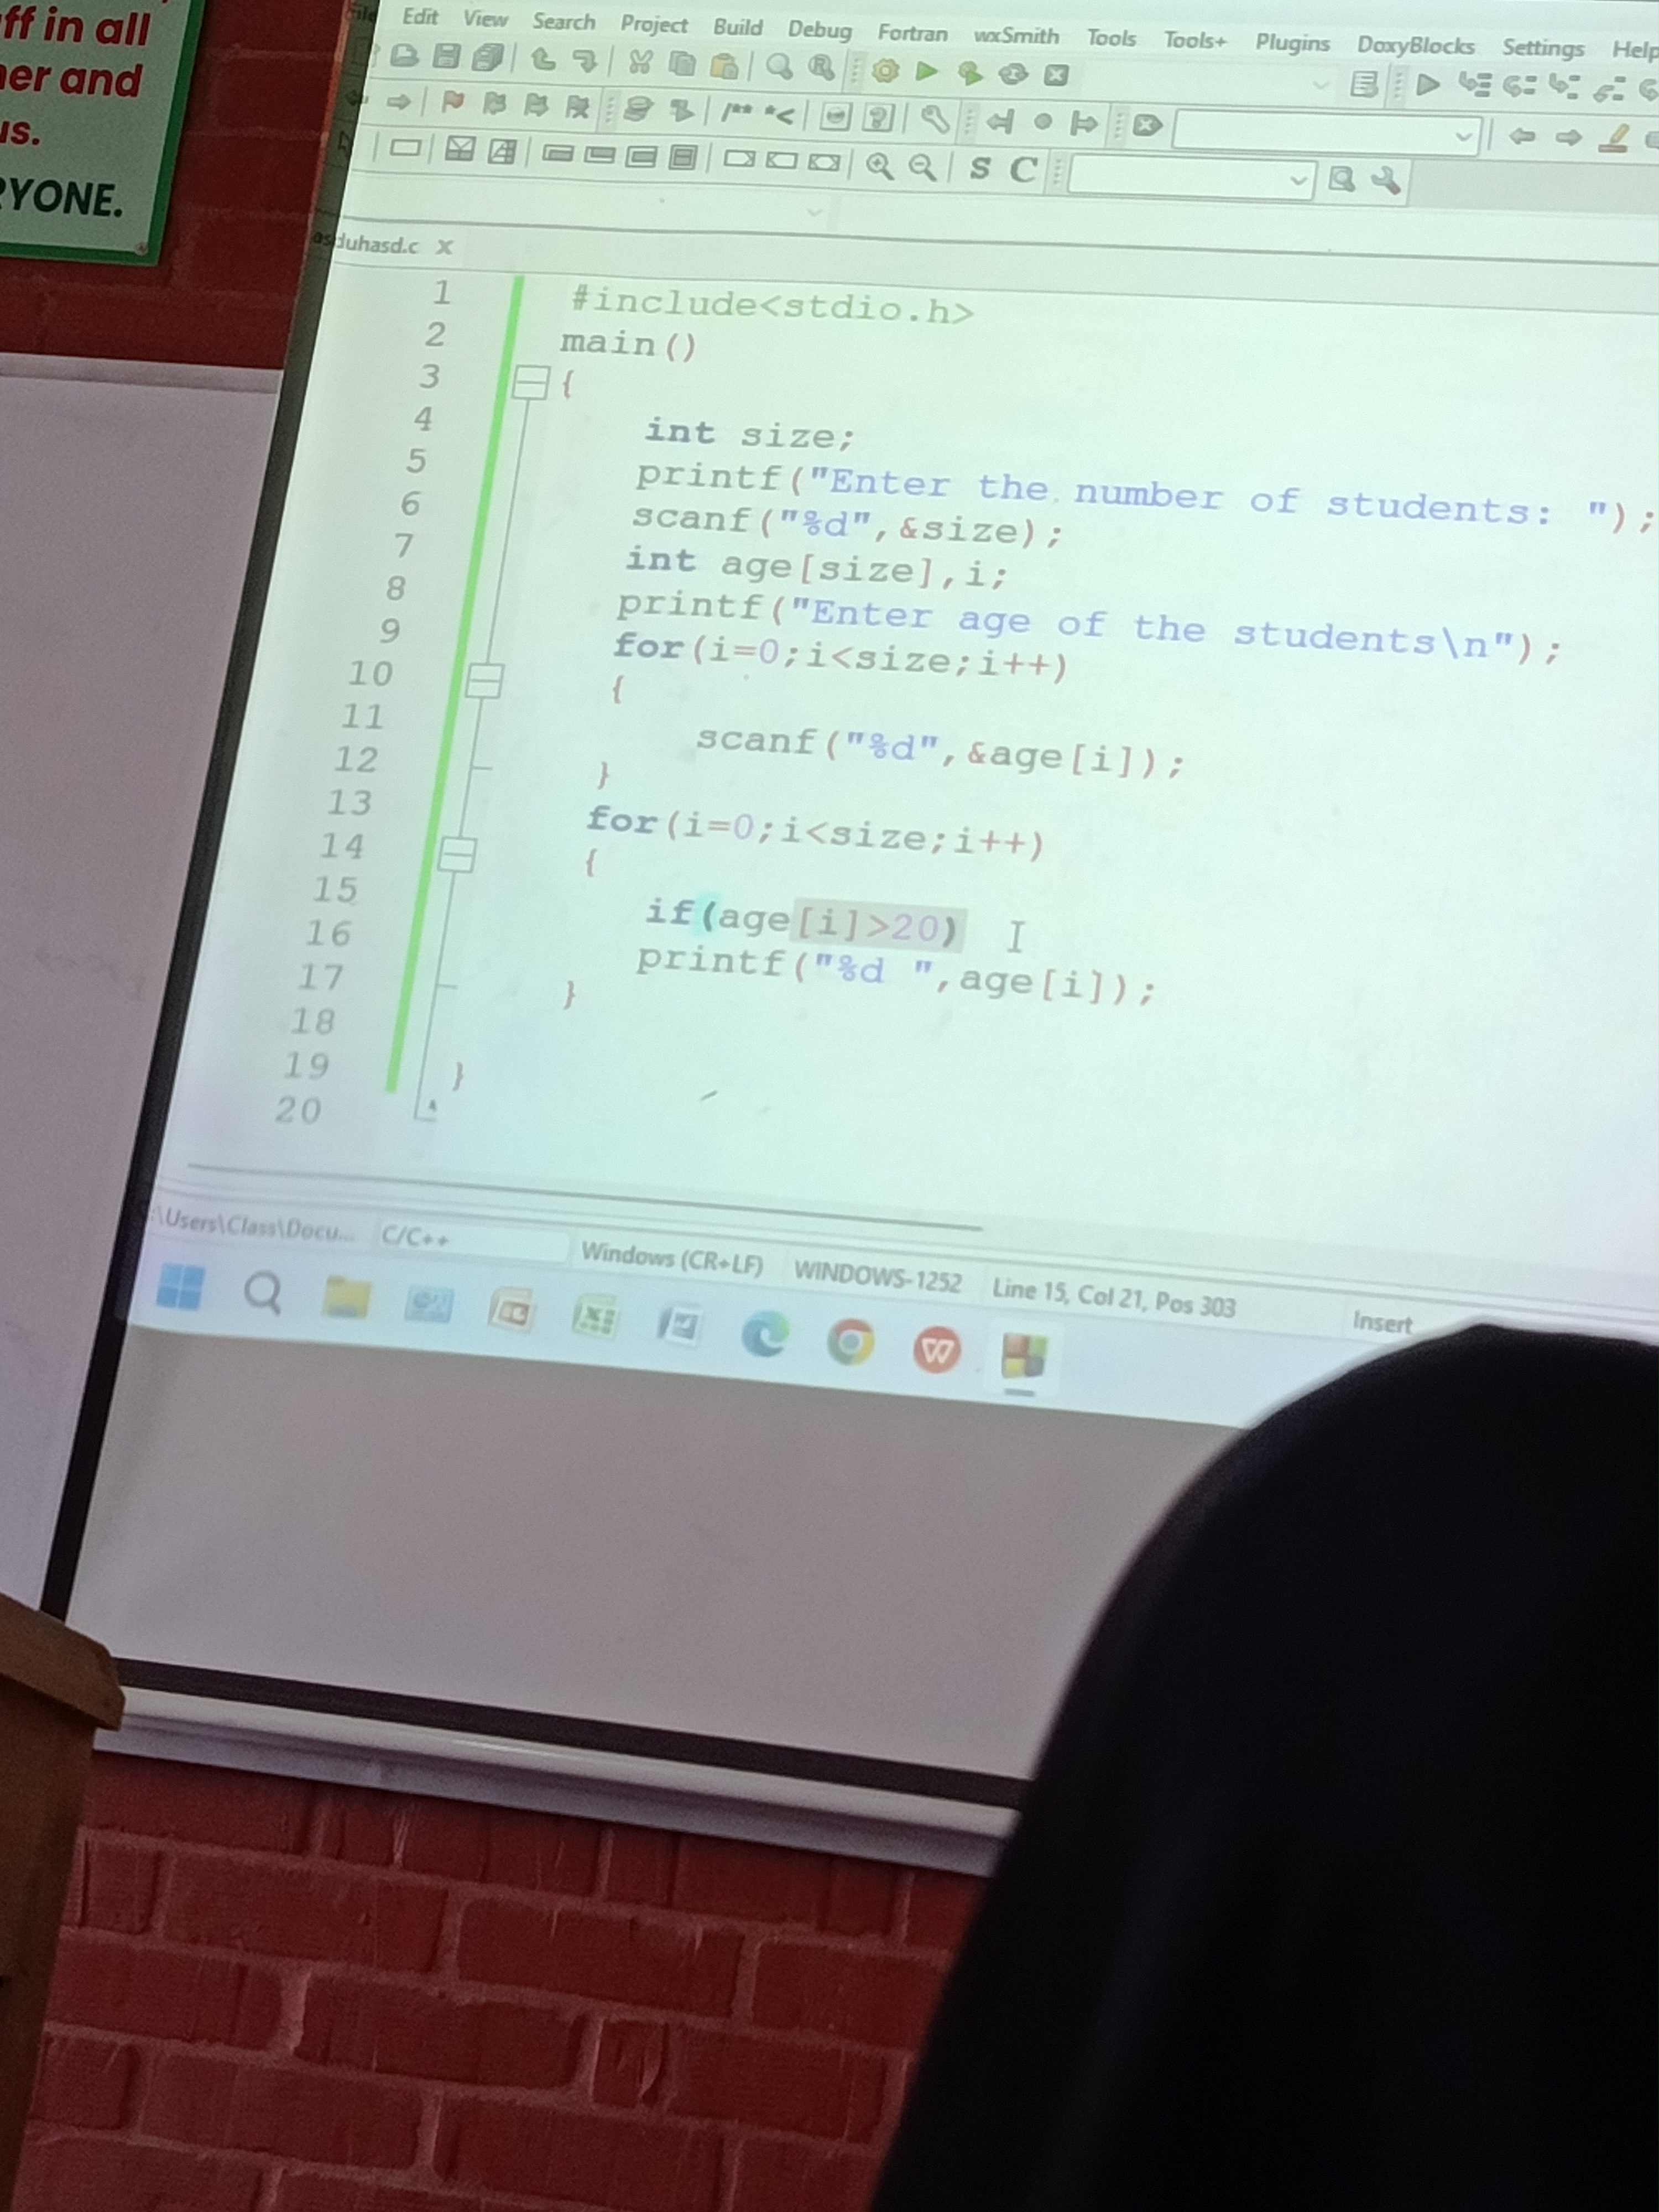 ff in all
er and
us.
YONE.
File Edit View Search Project Build Debug Fortran wxSmith Tools Tools+ Plugins DoxyBlocks Settings Help
/** *<
S C
asduhasd.c X
1 #include<stdio.h>
2 main()
3 {
4 int size;
5 printf("Enter the number of students: ");
6 scanf("%d",&size);
7 int age[size],i;
8 printf("Enter age of the students\n");
9 for(i=0;i<size;i++)
10 {
11 scanf("%d",&age[i]);
12 }
13 for(i=0;i<size;i++)
14 {
15 if(age[i]>20)
16 printf("%d ",age[i]);
17 }
18
19 }
20
:\Users\Class\Docu... C/C++ Windows (CR+LF) WINDOWS-1252 Line 15, Col 21, Pos 303 Insert